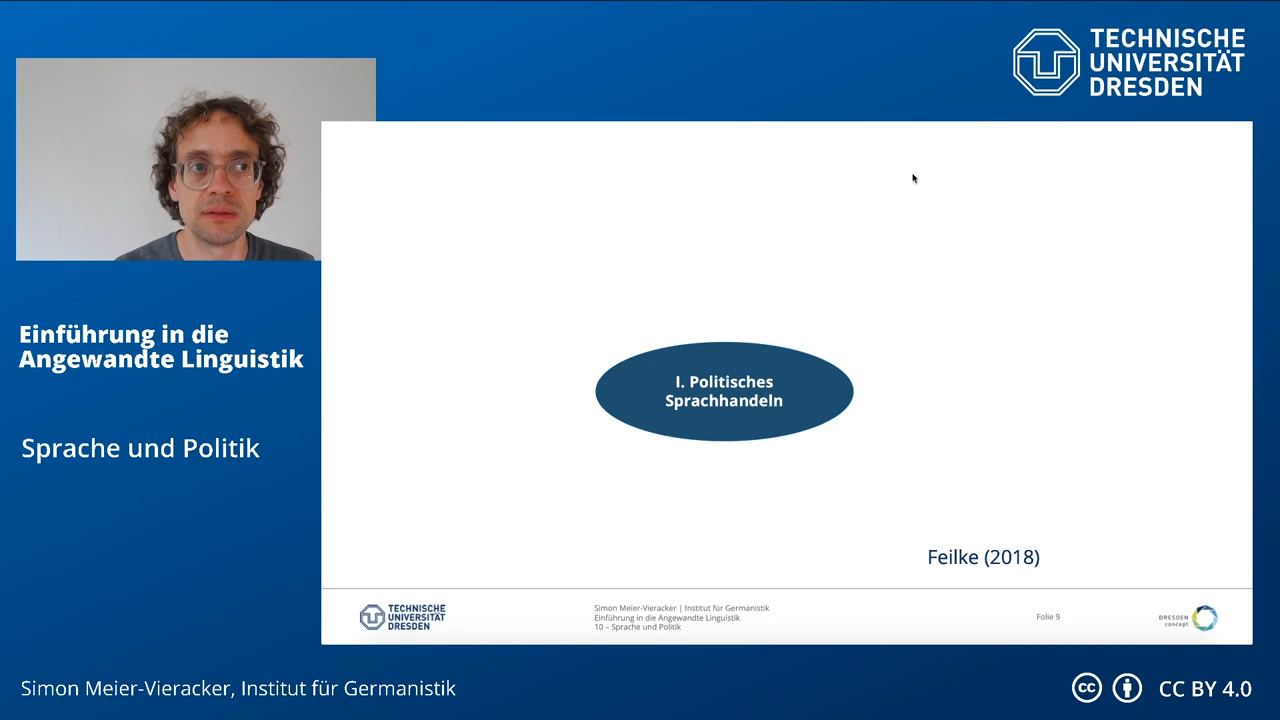 TECHNISCHE
UNIVERSITÄT
DRESDEN
Einführung in die
Angewandte Linguistik
Sprache und Politik
I. Politisches
Sprachhandeln
Feilke (2018)
TECHNISCHE
UNIVERSITÄT
DRESDEN
Simon Meier-Vieracker | Institut für Germanistik
Einführung in die Angewandte Linguistik
10 – Sprache und Politik
Folie 9
DRESDEN
concept
Simon Meier-Vieracker, Institut für Germanistik
cc
CC BY 4.0